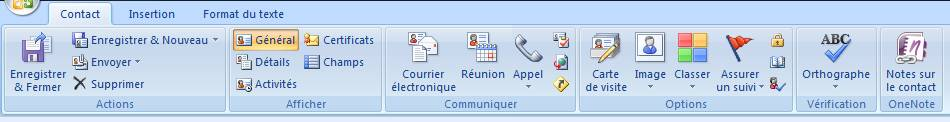 Contact Insertion Format du texte
Enregistrer & Fermer
Enregistrer & Nouveau
Envoyer
Supprimer
Actions
Général
Détails
Activités
Certificats
Champs
Afficher
Courrier électronique
Réunion
Appel
Communiquer
Carte de visite
Image
Classer
Assurer un suivi
Options
ABC
Orthographe
Vérification
Notes sur le contact
OneNote